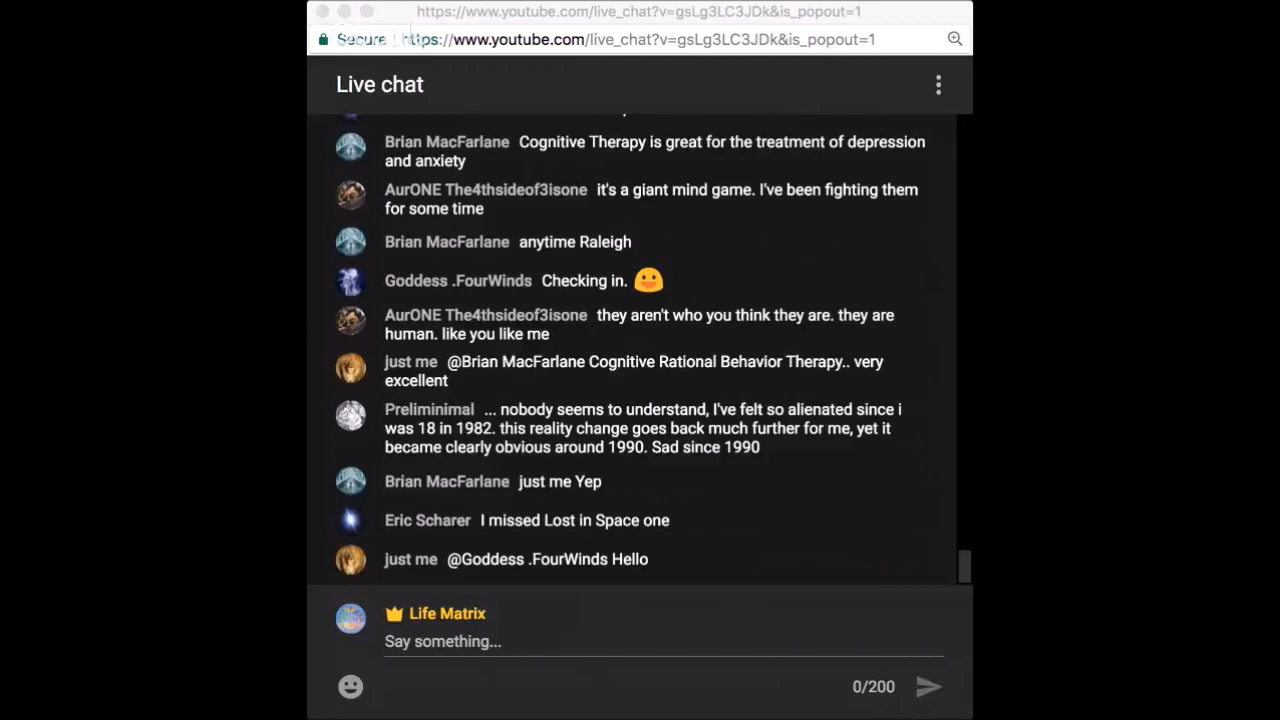 https://www.youtube.com/live_chat?v=gsLg3LC3JDk&is_popout=1
Secure https://www.youtube.com/live_chat?v=gsLg3LC3JDk&is_popout=1
Live chat
Brian MacFarlane Cognitive Therapy is great for the treatment of depression
and anxiety
AurONE The4thsideof3isone it's a giant mind game. I've been fighting them
for some time
Brian MacFarlane anytime Raleigh
Goddess .FourWinds Checking in.
AurONE The4thsideof3isone they aren't who you think they are. they are
human. like you like me
just me @Brian MacFarlane Cognitive Rational Behavior Therapy.. very
excellent
Preliminimal ... nobody seems to understand, I've felt so alienated since i
was 18 in 1982. this reality change goes back much further for me, yet it
became clearly obvious around 1990. Sad since 1990
Brian MacFarlane just me Yep
Eric Scharer I missed Lost in Space one
just me @Goddess .FourWinds Hello
Life Matrix
Say something...
0/200